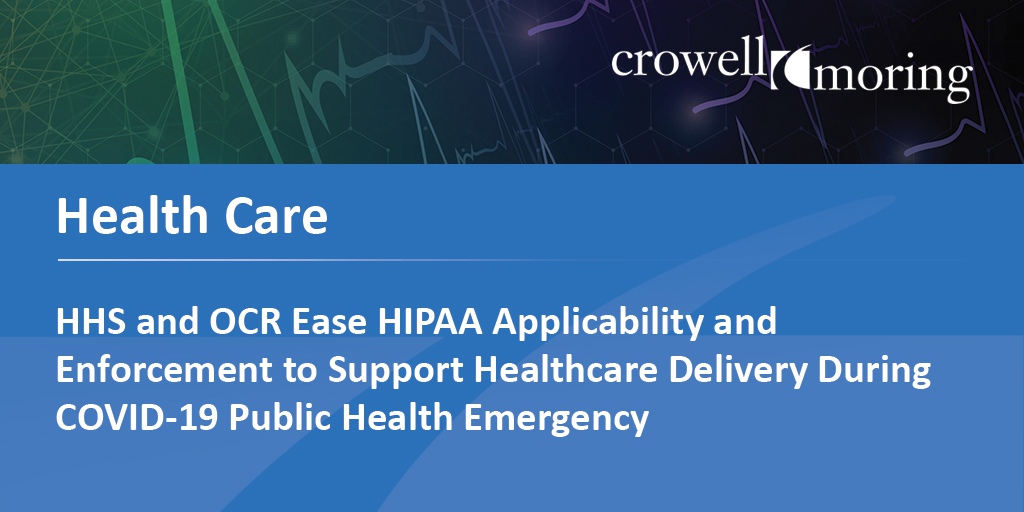 crowell moring
Health Care
HHS and OCR Ease HIPAA Applicability and
Enforcement to Support Healthcare Delivery During
COVID-19 Public Health Emergency